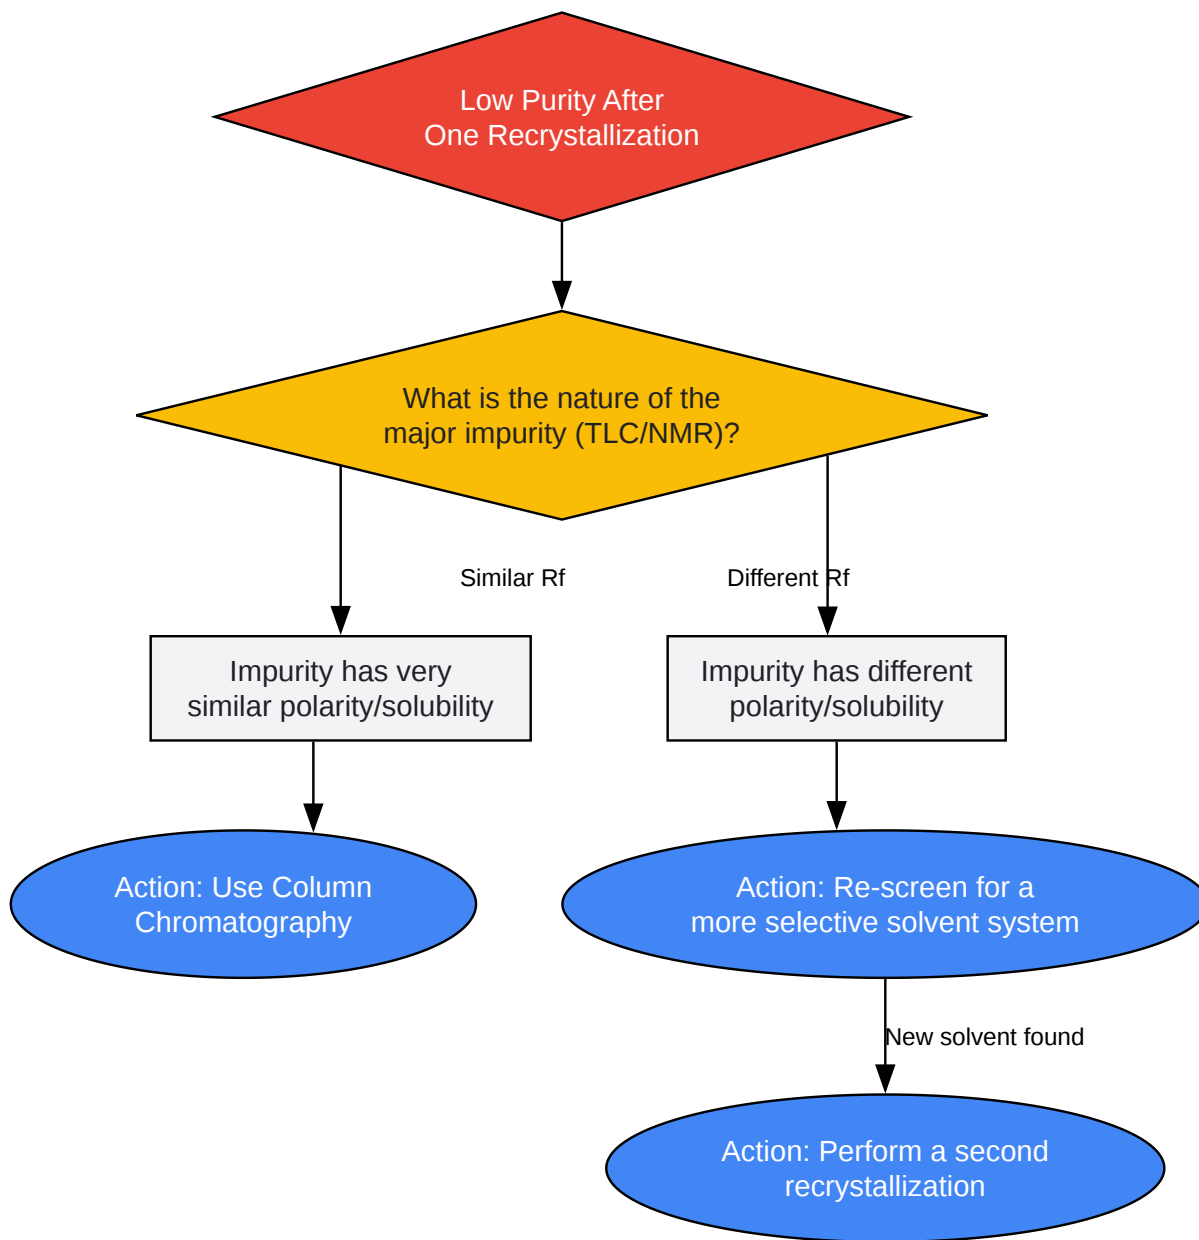 Low Purity After
One Recrystallization
What is the nature of the
major impurity (TLC/NMR)?
Similar Rf
Different Rf
Impurity has very
similar polarity/solubility
Impurity has different
polarity/solubility
Action: Use Column
Chromatography
Action: Re-screen for a
more selective solvent system
New solvent found
Action: Perform a second
recrystallization